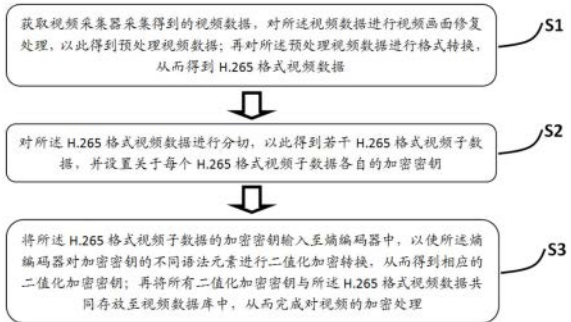 获取视频采集器采集得到的视频数据，对所述视频数据进行视频画面修复
处理，以此得到预处理视频数据；再对所述预处理视频数据进行格式转换，
从而得到 H.265 格式视频数据
S1
对所述 H.265 格式视频数据进行分切，以此得到若干 H.265 格式视频子数
据，并设置关于每个 H.265 格式视频子数据各自的加密密钥
S2
将所述 H.265 格式视频子数据的加密密钥输入至熵编码器中，以使所述熵
编码器对加密密钥的不同语法元素进行二值化加密转换，从而得到相应的
二值化加密密钥；再将所有二值化加密密钥与所述 H.265 格式视频数据共
同存放至视频数据库中，从而完成对视频的加密处理
S3